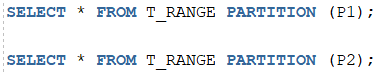 SELECT * FROM T_RANGE PARTITION (P1);
SELECT * FROM T_RANGE PARTITION (P2);